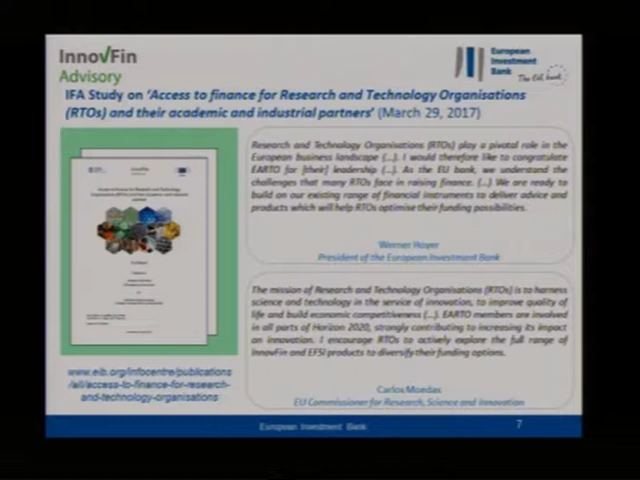 InnovFin
Advisory
European
Investment
Bank
The EU bank
IFA Study on 'Access to finance for Research and Technology Organisations
(RTOs) and their academic and industrial partners' (March 29, 2017)
Research and Technology Organisations (RTOs) play a pivotal role in the
European business landscape (...). I would therefore like to congratulate
EARTO for [their] leadership (...). As the EU bank, we understand the
challenges that many RTOs face in raising finance. (...) We are ready to
build on our existing range of financial instruments to deliver advice and
products which will help RTOs optimise their funding possibilities.
Werner Hoyer
President of the European Investment Bank
The mission of Research and Technology Organisations (RTOs) is to harness
science and technology in the service of innovation, to improve quality of
life and build economic competitiveness (...). EARTO members are involved
in all parts of Horizon 2020, strongly contributing to increasing its impact
on innovation. I encourage RTOs to actively explore the full range of
InnovFin and EFSI products to diversify their funding options.
Carlos Moedas
EU Commissioner for Research, Science and Innovation
www.eib.org/infocentre/publications
/all/access-to-finance-for-research-
and-technology-organisations
European Investment Bank
7